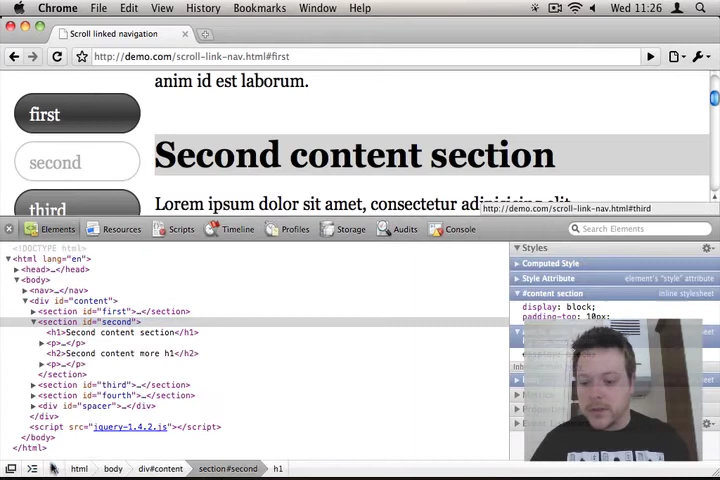 Chrome File Edit View History Bookmarks Window Help Wed 11:26
Scroll linked navigation
http://demo.com/scroll-link-nav.html#first
anim id est laborum.
first
Second content section
second
Lorem ipsum dolor sit amet, consectetur adipisicing elit,
third
http://demo.com/scroll-link-nav.html#third
Elements Resources Scripts Timeline Profiles Storage Audits Console Search Elements
<!DOCTYPE html>
<html lang="en">
<head>…</head>
<body>
<nav>…</nav>
<div id="content">
<section id="first">…</section>
<section id="second">
<h1>Second content section</h1>
<p>…</p>
<h2>Second content more h1</h2>
<p>…</p>
</section>
<section id="third">…</section>
<section id="fourth">…</section>
<div id="spacer">…</div>
</div>
<script src="jquery-1.4.2.js"></script>
</body>
</html>
Styles
Computed Style
Style Attribute element's "style" attribute
#content section inline stylesheet
display: block;
padding-top: 10px;
html body div#content section#second h1